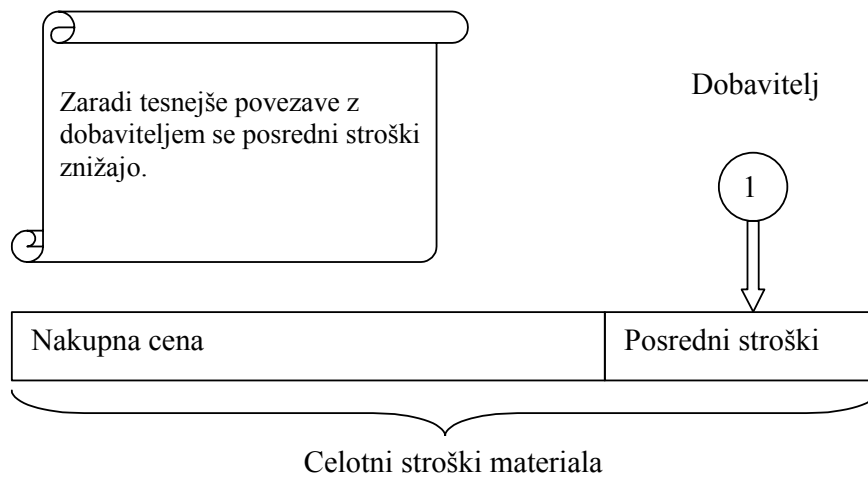 Zaradi tesnejše povezave z
dobaviteljem se posredni stroški
znižajo.
Dobavitelj
1
Nakupna cena
Posredni stroški
Celotni stroški materiala